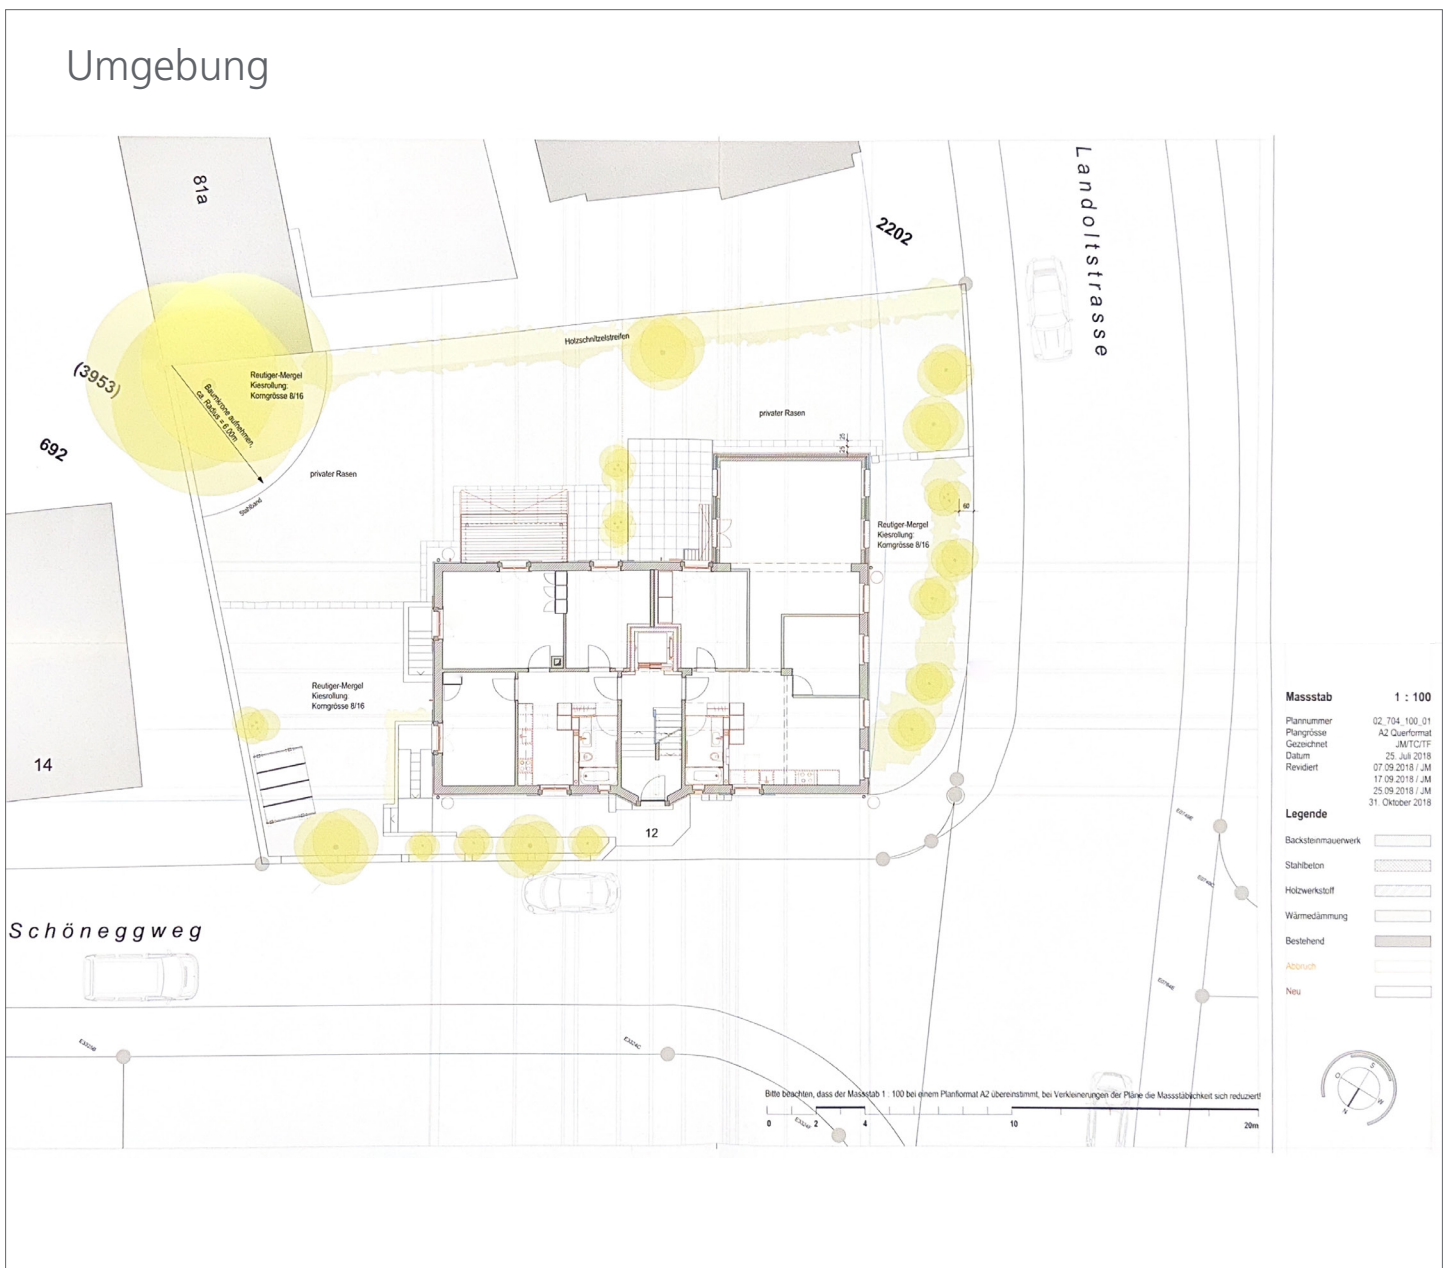 Umgebung
81a
Landoltstrasse
2202
Holzschnitzelstreifen
(3953)
Reutiger-Mergel
Kiesrollung:
Korngrösse 8/16
Baumkrone aufnehmen,
ca. Radius = 6.00m
privater Rasen
692
privater Rasen
25 25
Stahlband
60
Reutiger-Mergel
Kiesrollung:
Korngrösse 8/16
Reutiger-Mergel
Kiesrollung:
Korngrösse 8/16
14
12
Schöneggweg
Massstab 1 : 100
Plannummer 02_704_100_01
Plangrösse A2 Querformat
Gezeichnet JM/TC/TF
Datum 25. Juli 2018
Revidiert 07.09.2018 / JM
17.09.2018 / JM
25.09.2018 / JM
31. Oktober 2018
Legende
Backsteinmauerwerk
Stahlbeton
Holzwerkstoff
Wärmedämmung
Bestehend
Abbruch
Neu
S
O
W
N
Bitte beachten, dass der Massstab 1 : 100 bei einem Planformat A2 übereinstimmt, bei Verkleinerungen der Pläne die Massstäblichkeit sich reduziert!
0 2 4 10 20m